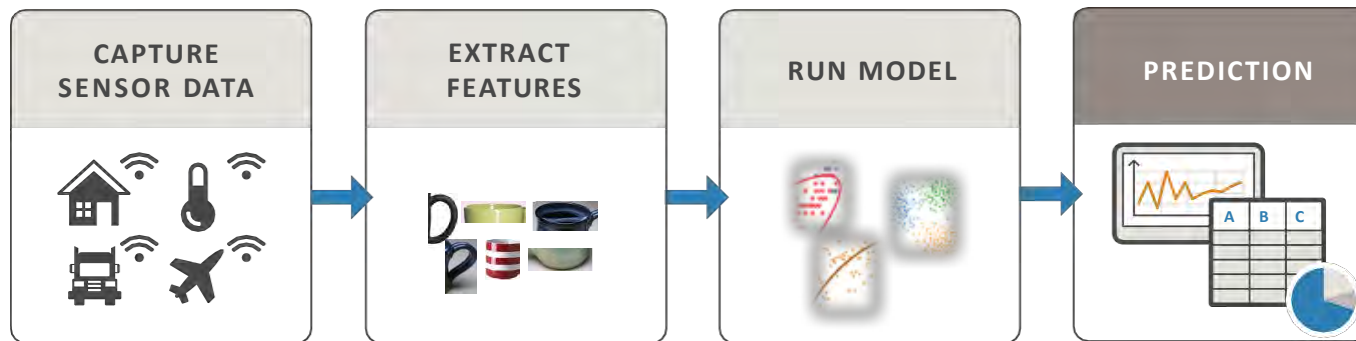 CAPTURE
SENSOR DATA
EXTRACT
FEATURES
RUN MODEL
PREDICTION
A B C